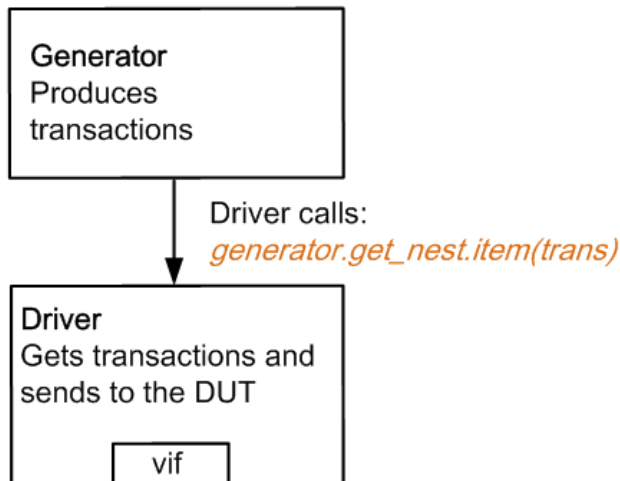 Generator
Produces
transactions
Driver calls:
generator.get_nest.item(trans)
Driver
Gets transactions and
sends to the DUT
vif